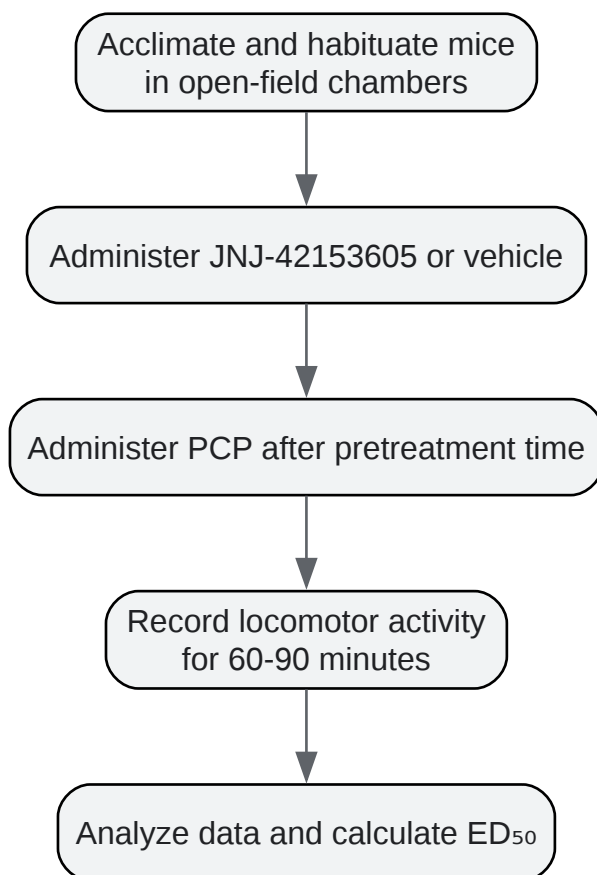 Acclimate and habituate mice
in open-field chambers
Administer JNJ-42153605 or vehicle
Administer PCP after pretreatment time
Record locomotor activity
for 60-90 minutes
Analyze data and calculate ED₅₀